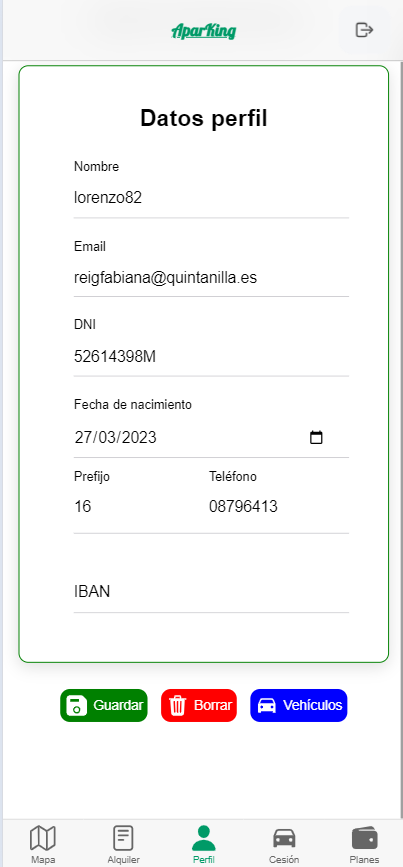 AparKing
Datos perfil
Nombre
lorenzo82
Email
reigfabiana@quintanilla.es
DNI
52614398M
Fecha de nacimiento
27/03/2023
Prefijo Teléfono
16 08796413
IBAN
Guardar Borrar Vehículos
Mapa Alquiler Perfil Cesión Planes